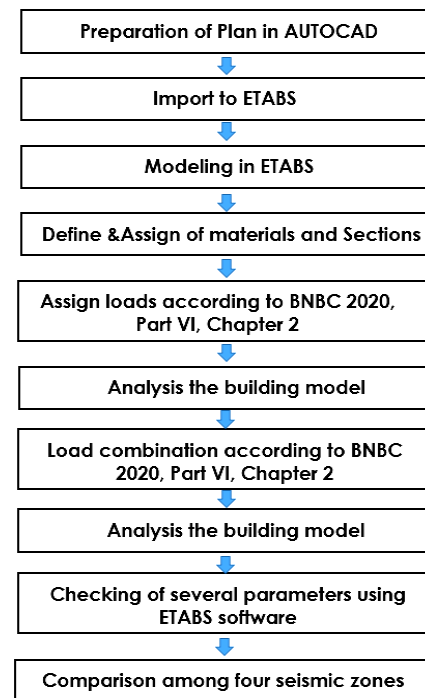 Preparation of Plan in AUTOCAD
Import to ETABS
Modeling in ETABS
Define &Assign of materials and Sections
Assign loads according to BNBC 2020,
Part VI, Chapter 2
Analysis the building model
Load combination according to BNBC
2020, Part VI, Chapter 2
Analysis the building model
Checking of several parameters using
ETABS software
Comparison among four seismic zones